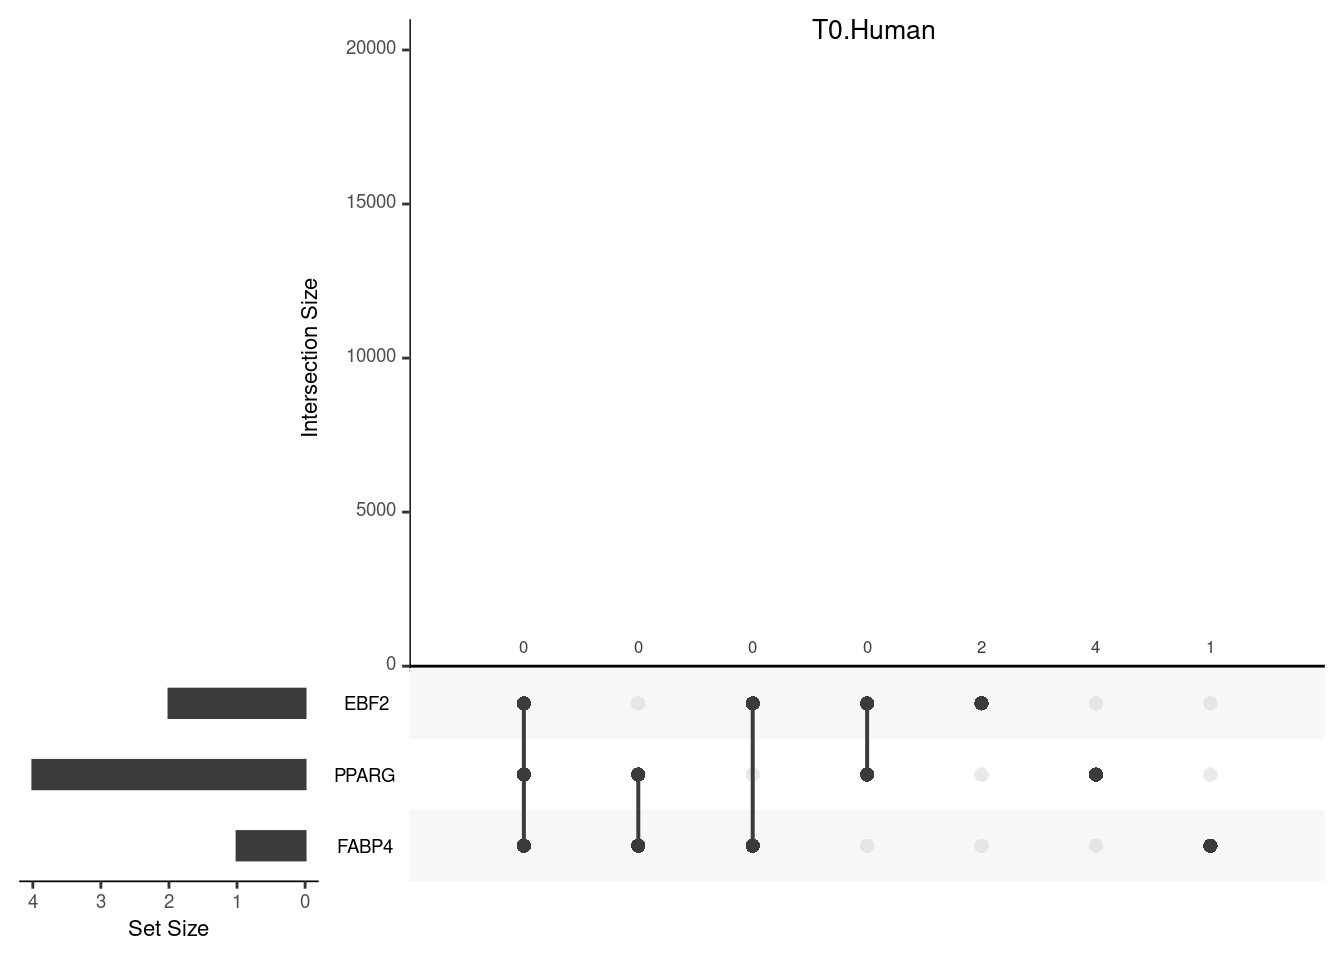 T0.Human
20000
15000
10000
5000
0
Intersection Size
0 0 0 0 2 4 1
EBF2
PPARG
FABP4
4 3 2 1 0
Set Size